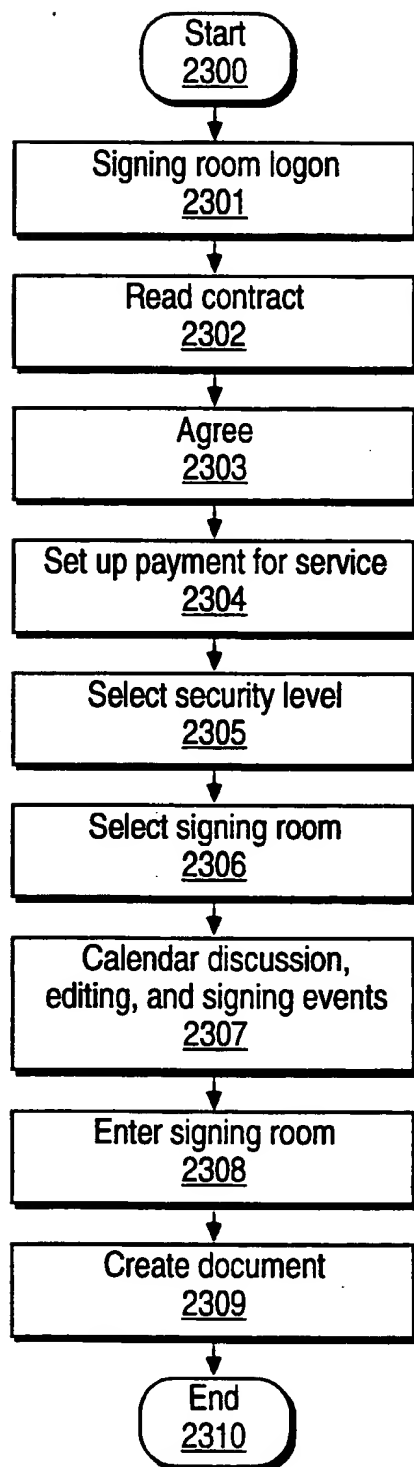 Start
2300
Signing room logon
2301
Read contract
2302
Agree
2303
Set up payment for service
2304
Select security level
2305
Select signing room
2306
Calendar discussion,
editing, and signing events
2307
Enter signing room
2308
Create document
2309
End
2310